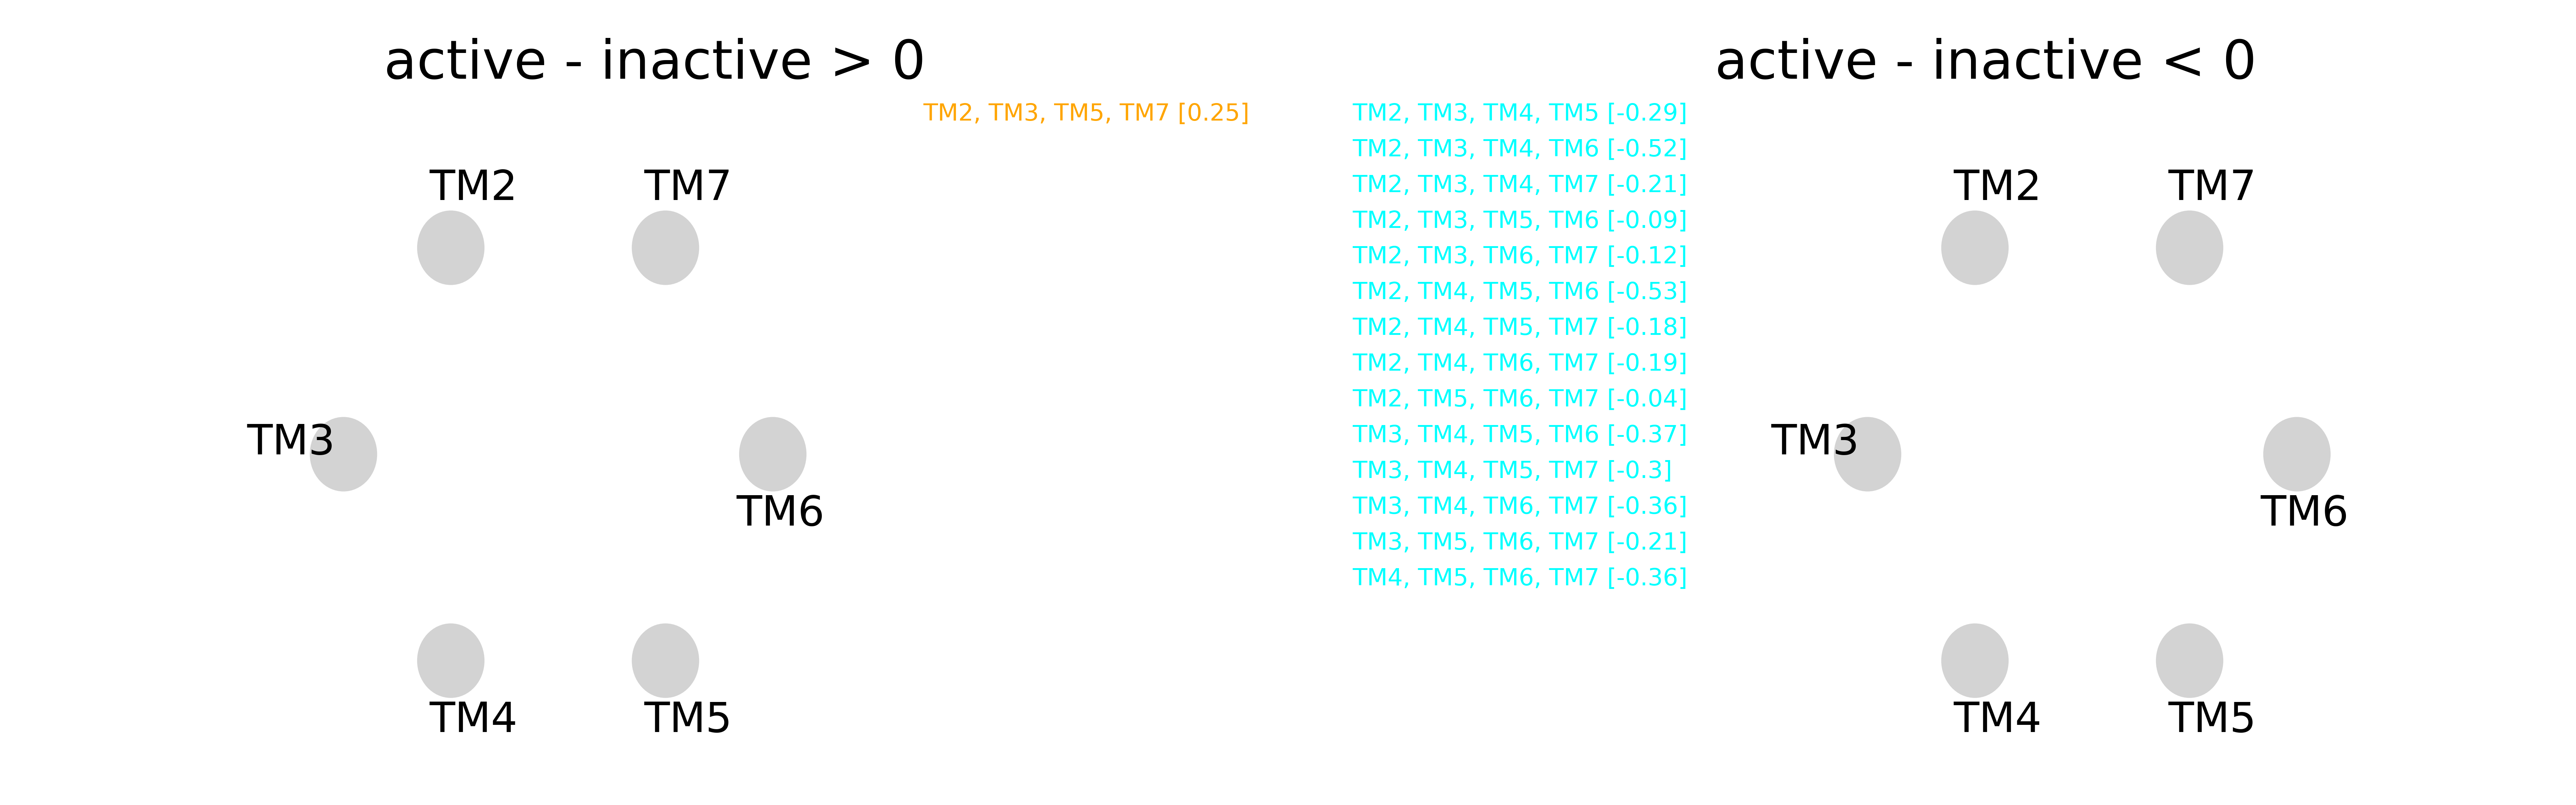 active - inactive > 0
TM2, TM3, TM5, TM7 [0.25]
TM2
TM7
TM3
TM6
TM4
TM5
active - inactive < 0
TM2, TM3, TM4, TM5 [-0.29]
TM2, TM3, TM4, TM6 [-0.52]
TM2, TM3, TM4, TM7 [-0.21]
TM2, TM3, TM5, TM6 [-0.09]
TM2, TM3, TM6, TM7 [-0.12]
TM2, TM4, TM5, TM6 [-0.53]
TM2, TM4, TM5, TM7 [-0.18]
TM2, TM4, TM6, TM7 [-0.19]
TM2, TM5, TM6, TM7 [-0.04]
TM3, TM4, TM5, TM6 [-0.37]
TM3, TM4, TM5, TM7 [-0.3]
TM3, TM4, TM6, TM7 [-0.36]
TM3, TM5, TM6, TM7 [-0.21]
TM4, TM5, TM6, TM7 [-0.36]
TM2
TM7
TM3
TM6
TM4
TM5